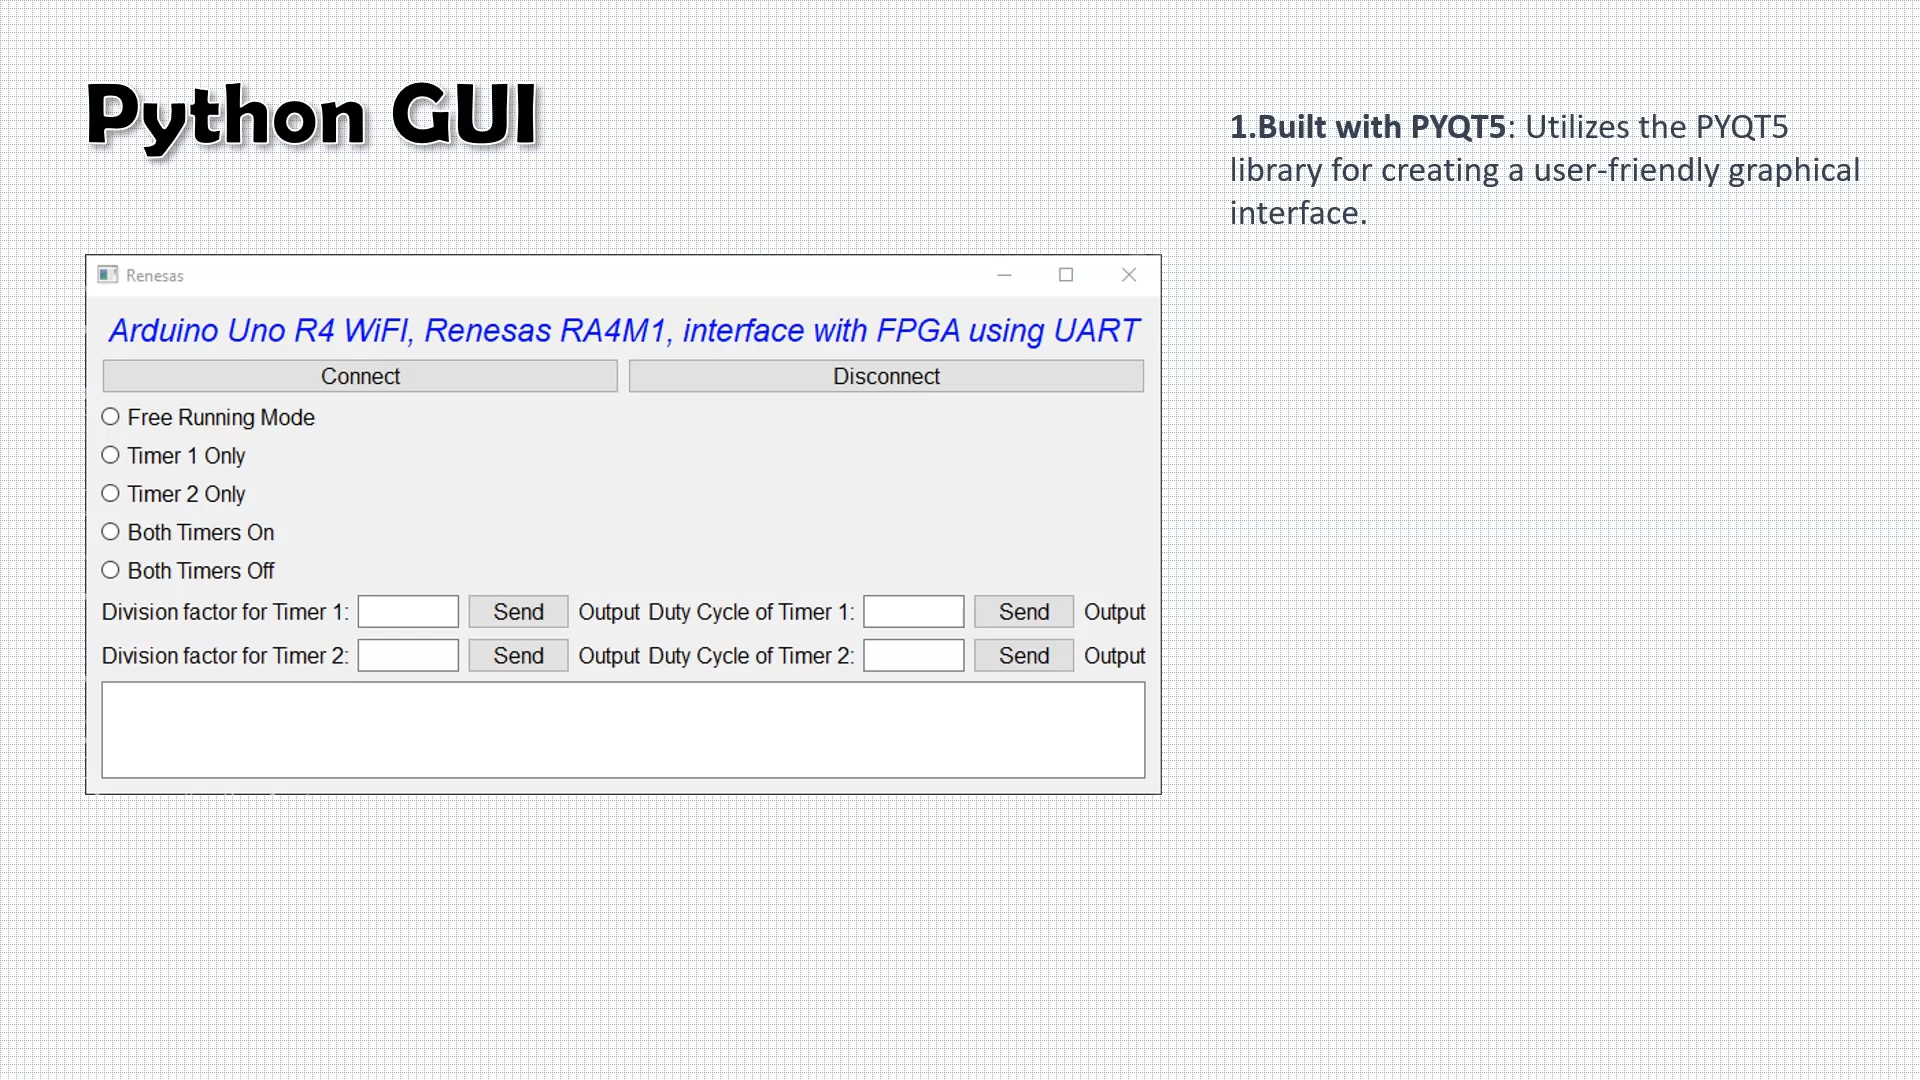 Python GUI
1.Built with PYQT5: Utilizes the PYQT5
library for creating a user-friendly graphical
interface.
Renesas
Arduino Uno R4 WiFI, Renesas RA4M1, interface with FPGA using UART
Connect Disconnect
Free Running Mode
Timer 1 Only
Timer 2 Only
Both Timers On
Both Timers Off
Division factor for Timer 1: Send Output Duty Cycle of Timer 1: Send Output
Division factor for Timer 2: Send Output Duty Cycle of Timer 2: Send Output